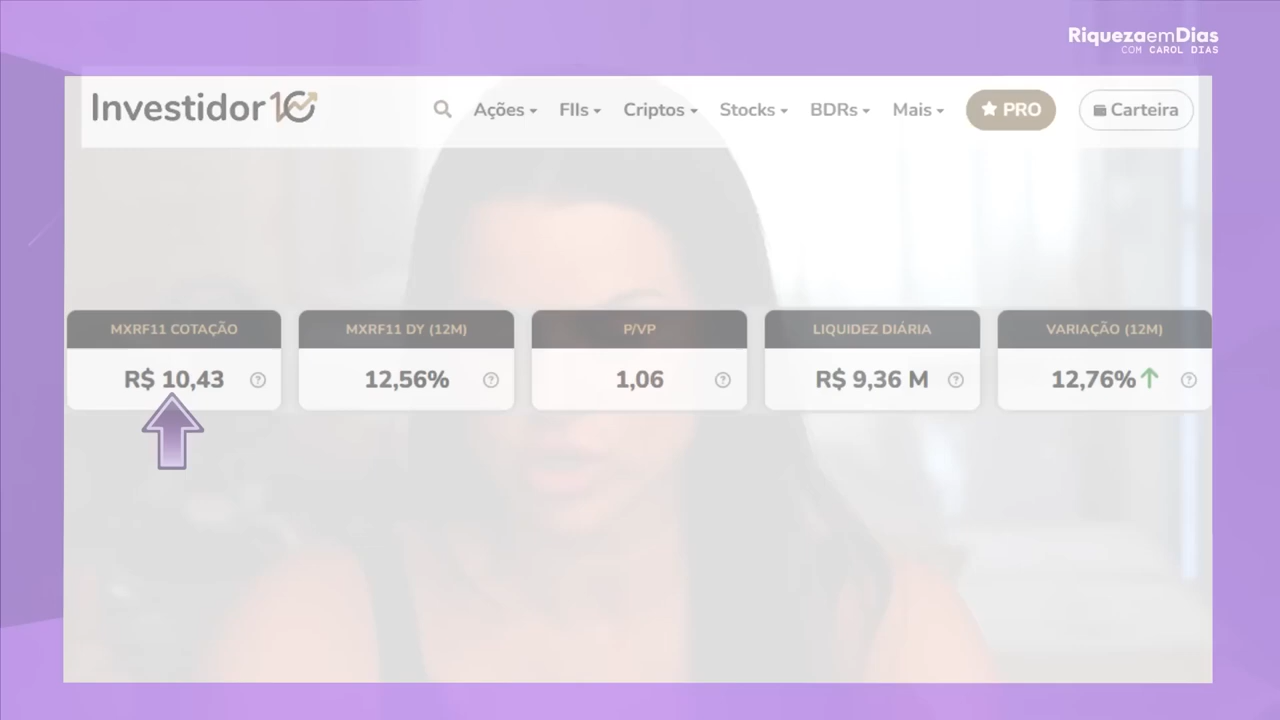 RiquezaemDias
COM CAROL DIAS
Investidor10
Ações
FIIs
Criptos
Stocks
BDRs
Mais
PRO
Carteira
MXRF11 COTAÇÃO
R$ 10,43
MXRF11 DY (12M)
12,56%
P/VP
1,06
LIQUIDEZ DIÁRIA
R$ 9,36 M
VARIAÇÃO (12M)
12,76%